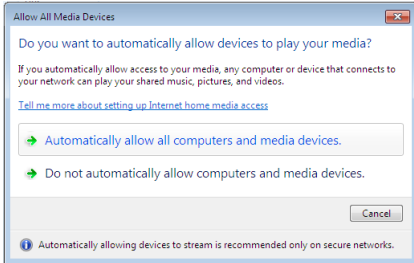 Allow All Media Devices
Do you want to automatically allow devices to play your media?
If you automatically allow access to your media, any computer or device that connects to
your network can play your shared music, pictures, and videos.
Tell me more about setting up Internet home media access
Automatically allow all computers and media devices.
Do not automatically allow computers and media devices.
Cancel
Automatically allowing devices to stream is recommended only on secure networks.